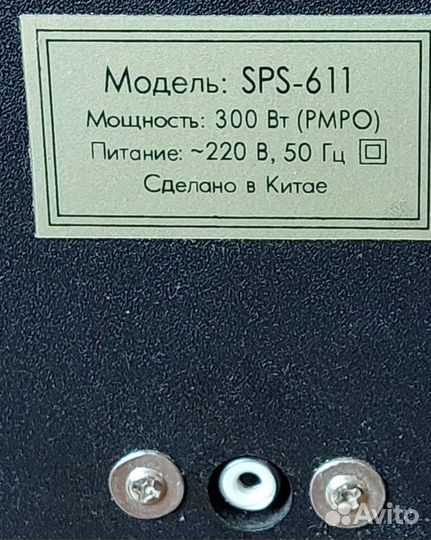 Модель: SPS-611
Мощность: 300 Вт (PMPO)
Питание: ~220 В, 50 Гц
Сделано в Китае
Avito